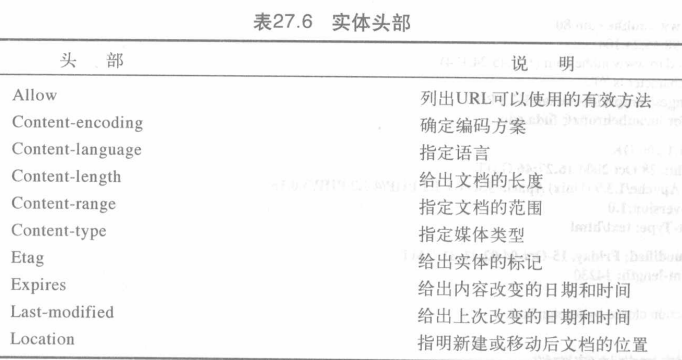 表27.6 实体头部
头 部 说 明
Allow 列出URL可以使用的有效方法
Content-encoding 确定编码方案
Content-language 指定语言
Content-length 给出文档的长度
Content-range 指定文档的范围
Content-type 指定媒体类型
Etag 给出实体的标记
Expires 给出内容改变的日期和时间
Last-modified 给出上次改变的日期和时间
Location 指明新建或移动后文档的位置